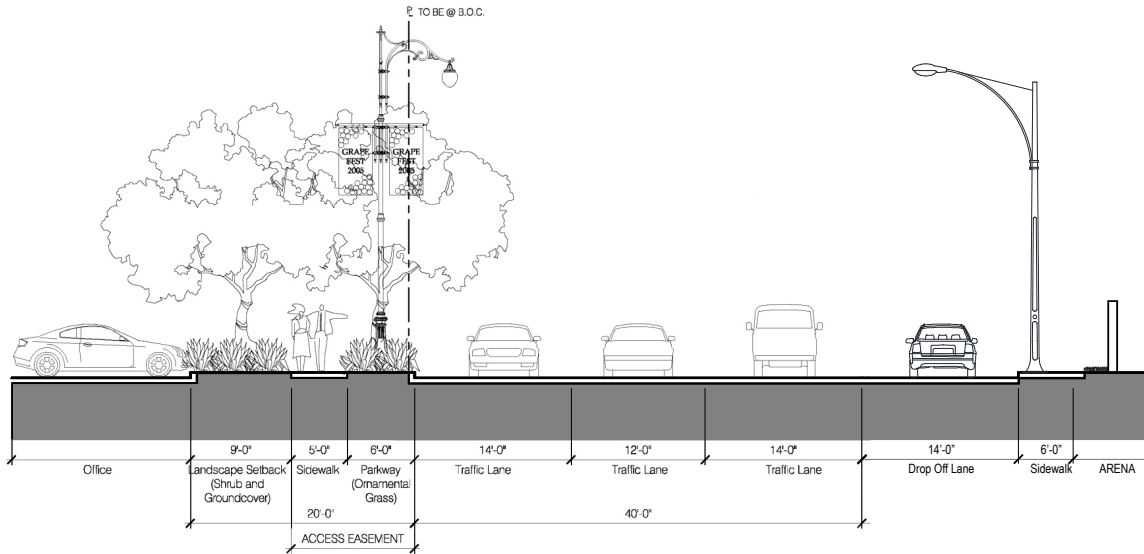 P TO BE @ B.O.C.
GRAPE
FEST
2003
GRAPE
FEST
2003
9'-0"
5'-0"
6'-0"
14'-0"
12'-0"
14'-0"
14'-0"
6'-0"
Office
Landscape Setback
(Shrub and
Groundcover)
Sidewalk
Parkway
(Ornamental
Grass)
Traffic Lane
Traffic Lane
Traffic Lane
Drop Off Lane
Sidewalk
ARENA
20'-0"
40'-0"
ACCESS EASEMENT